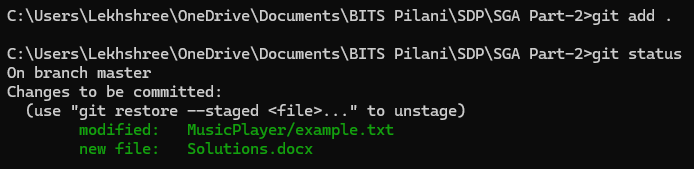 C:\Users\Lekhshree\OneDrive\Documents\BITS Pilani\SDP\SGA Part-2>git add .
C:\Users\Lekhshree\OneDrive\Documents\BITS Pilani\SDP\SGA Part-2>git status
On branch master
Changes to be committed:
  (use "git restore --staged <file>..." to unstage)
        modified:   MusicPlayer/example.txt
        new file:   Solutions.docx